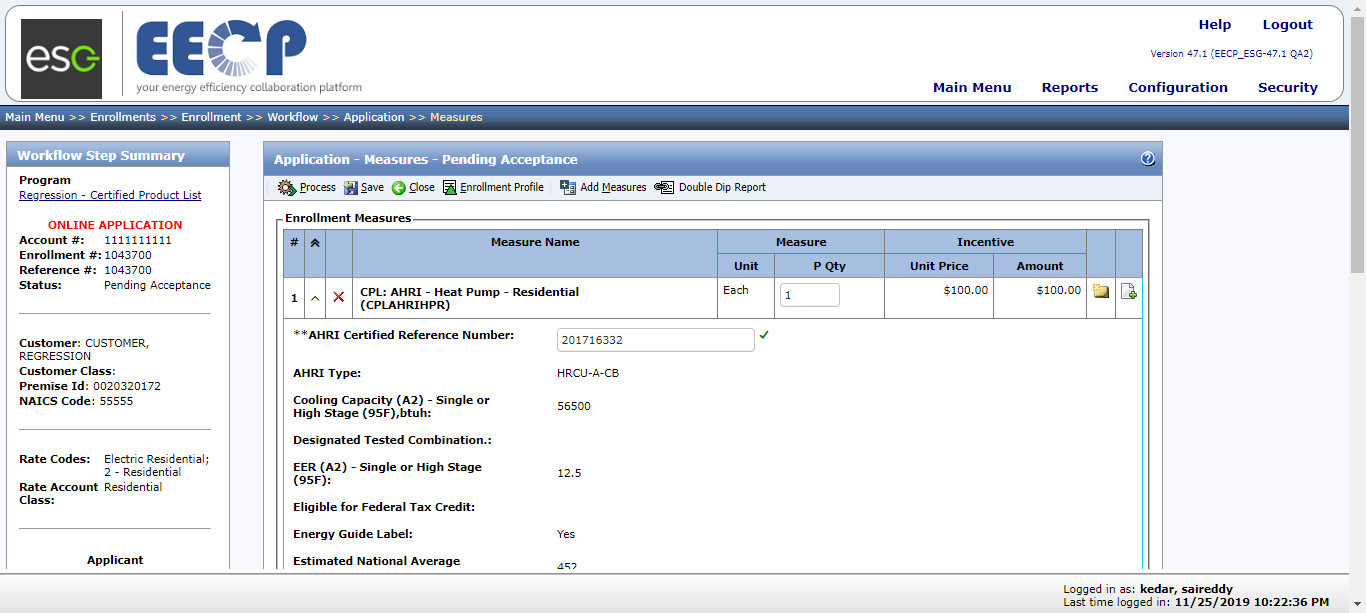 esc
EECP
your energy efficiency collaboration platform
Help Logout
Version 47.1 (EECP_ESG-47.1 QA2)
Main Menu Reports Configuration Security
Main Menu >> Enrollments >> Enrollment >> Workflow >> Application >> Measures
Workflow Step Summary
Program
Regression - Certified Product List
ONLINE APPLICATION
Account #: 1111111111
Enrollment #: 1043700
Reference #: 1043700
Status: Pending Acceptance
Customer: CUSTOMER,
REGRESSION
Customer Class:
Premise Id: 0020320172
NAICS Code: 55555
Rate Codes: Electric Residential;
2 - Residential
Rate Account Residential
Class:
Applicant
Application - Measures - Pending Acceptance
?
Process Save Close Enrollment Profile Add Measures Double Dip Report
Enrollment Measures
# Measure Name Measure Incentive
Unit P Qty Unit Price Amount
1 CPL: AHRI - Heat Pump - Residential Each 1 $100.00 $100.00
(CPLAHRIHPR)
**AHRI Certified Reference Number: 201716332
AHRI Type: HRCU-A-CB
Cooling Capacity (A2) - Single or
High Stage (95F),btuh: 56500
Designated Tested Combination.:
EER (A2) - Single or High Stage
(95F): 12.5
Eligible for Federal Tax Credit:
Energy Guide Label: Yes
Estimated National Average 452
Logged in as: kedar, saireddy
Last time logged in: 11/25/2019 10:22:36 PM